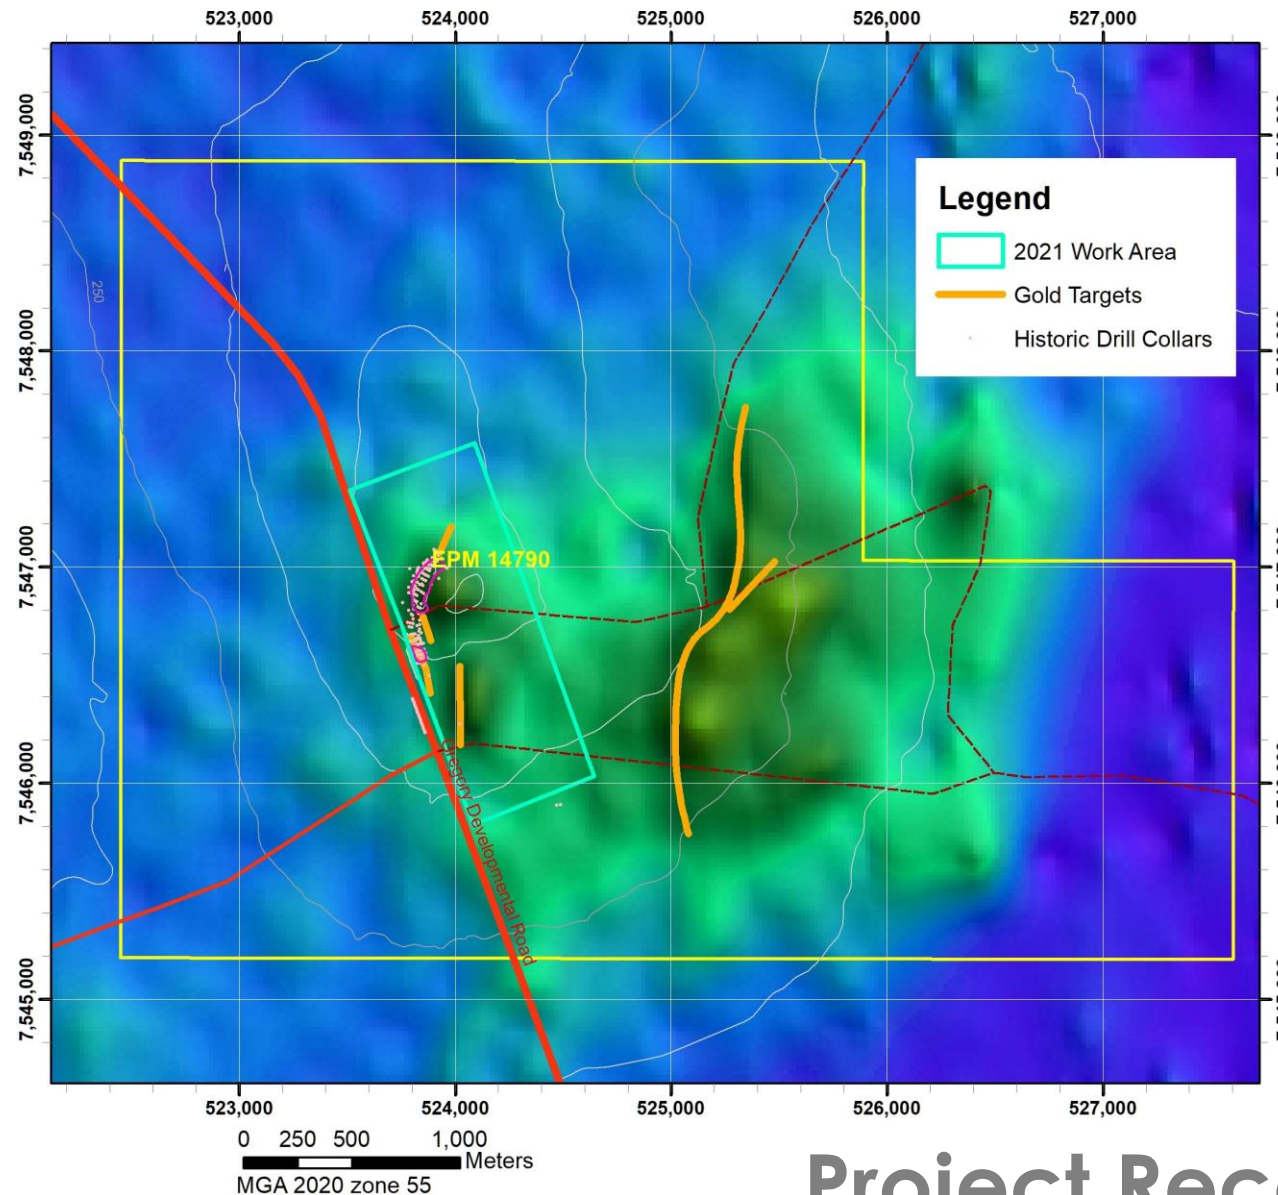 523,000 524,000 525,000 526,000 527,000
7,549,000
7,548,000
7,547,000
7,546,000
7,545,000
Legend
2021 Work Area
Gold Targets
Historic Drill Collars
250
EPM 14790
Gregory Developmental Road
523,000 524,000 525,000 526,000 527,000
0 250 500 1,000
Meters
MGA 2020 zone 55
Project Rec